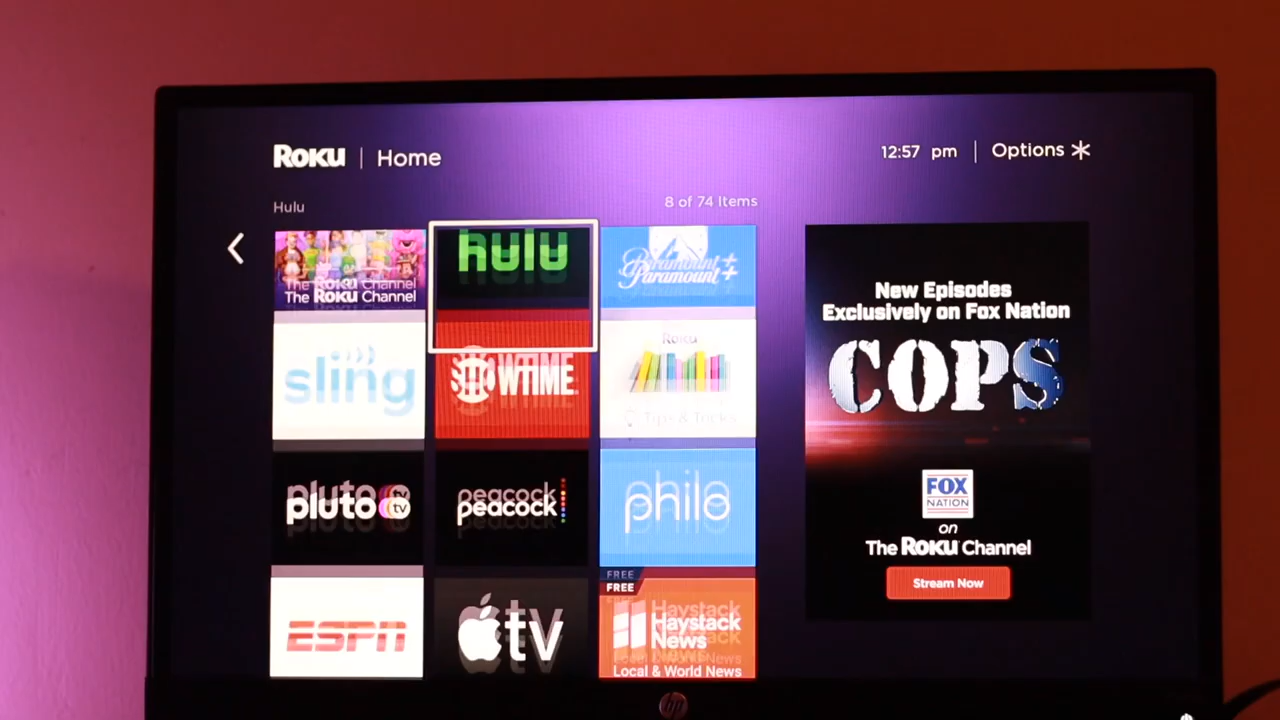 Roku | Home
12:57 pm | Options
Hulu
8 of 74 Items
The Roku Channel
hulu
Paramount+
sling
SHOWTIME
Roku
Tips & Tricks
pluto tv
peacock
philo
ESPN
tv
FREE
Haystack News
Local & World News
New Episodes
Exclusively on Fox Nation
COPS
FOX
NATION
on
The Roku Channel
Stream Now
hp